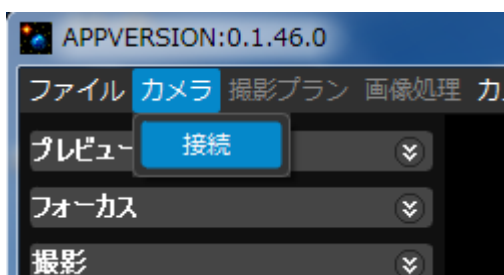 APPVERSION:0.1.46.0
ファイル カメラ 撮影プラン 画像処理
接続
プレビュー
フォーカス
撮影